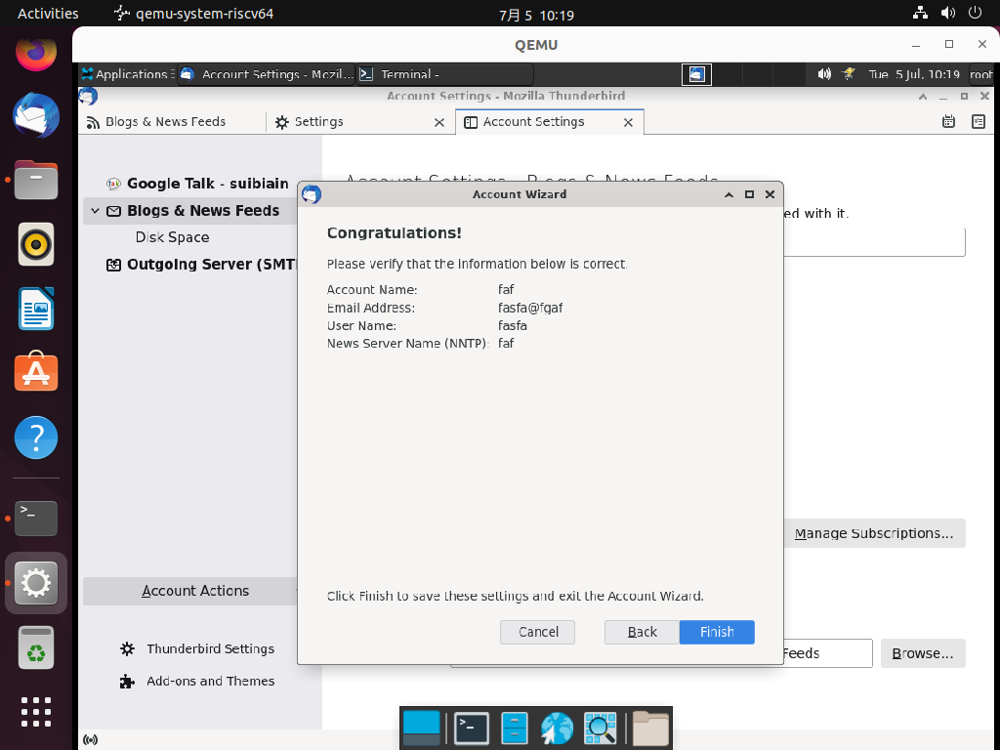 Activities
qemu-system-riscv64
7月 5 10:19
QEMU
Applications
Account Settings - Mozil...
Terminal -
Tue 5 Jul, 10:19
root
Account Settings - Mozilla Thunderbird
Blogs & News Feeds
Settings
Account Settings
Google Talk - suibiain
Blogs & News Feeds
Disk Space
Outgoing Server (SMT
Account Settings - Blogs & News Feeds
ed with it.
Account Wizard
Congratulations!
Please verify that the information below is correct.
Account Name: faf
Email Address: fasfa@fgaf
User Name: fasfa
News Server Name (NNTP): faf
Manage Subscriptions...
Click Finish to save these settings and exit the Account Wizard.
Cancel
Back
Finish
Account Actions
Thunderbird Settings
Add-ons and Themes
Feeds
Browse...